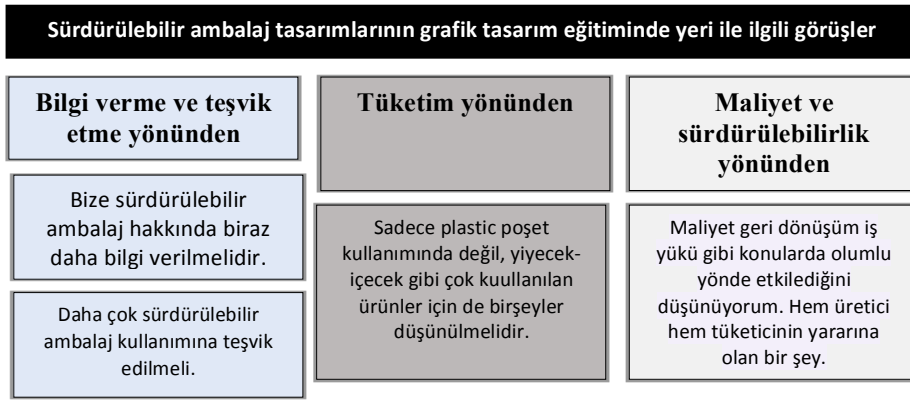 Sürdürülebilir ambalaj tasarımlarının grafik tasarım eğitiminde yeri ile ilgili görüşler
Bilgi verme ve teşvik
etme yönünden
Bize sürdürülebilir
ambalaj hakkında biraz
daha bilgi verilmelidir.
Daha çok sürdürülebilir
ambalaj kullanımına teşvik
edilmeli.
Tüketim yönünden
Sadece plastic poşet
kullanımında değil, yiyecek-
içecek gibi çok kuullanılan
ürünler için de birşeyler
düşünülmelidir.
Maliyet ve
sürdürülebilirlik
yönünden
Maliyet geri dönüşüm iş
yükü gibi konularda olumlu
yönde etkilediğini
düşünüyorum. Hem üretici
hem tüketicinin yararına
olan bir şey.